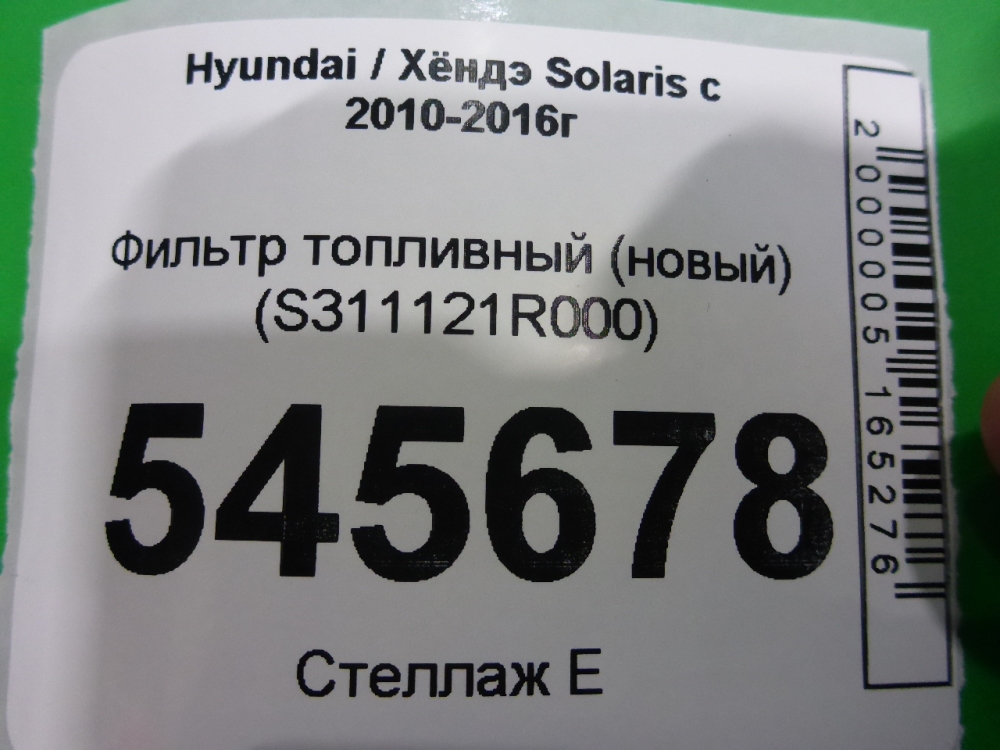 Hyundai / Хёндэ Solaris с
2010-2016г
Фильтр топливный (новый)
(S311121R000)
545678
Стеллаж Е
2000005165276